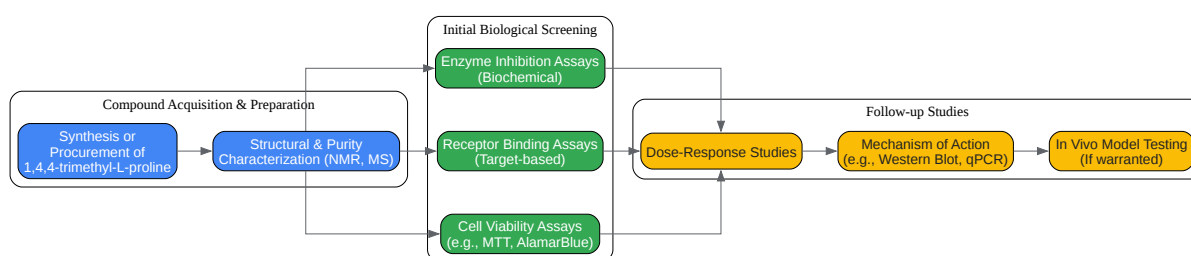 Compound Acquisition & Preparation
Synthesis or
Procurement of
1,4,4-trimethyl-L-proline
Structural & Purity
Characterization (NMR, MS)
Initial Biological Screening
Enzyme Inhibition Assays
(Biochemical)
Receptor Binding Assays
(Target-based)
Cell Viability Assays
(e.g., MTT, AlamarBlue)
Follow-up Studies
Dose-Response Studies
Mechanism of Action
(e.g., Western Blot, qPCR)
In Vivo Model Testing
(If warranted)